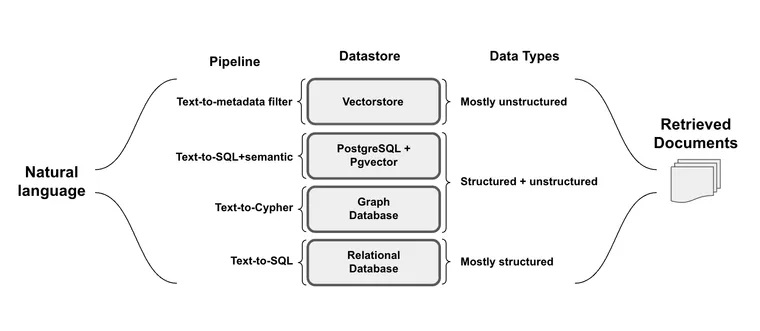 Pipeline
Datastore
Data Types
Text-to-metadata filter
Vectorstore
Mostly unstructured
Retrieved
Documents
Natural
language
Text-to-SQL+semantic
PostgreSQL +
Pgvector
Structured + unstructured
Text-to-Cypher
Graph
Database
Text-to-SQL
Relational
Database
Mostly structured